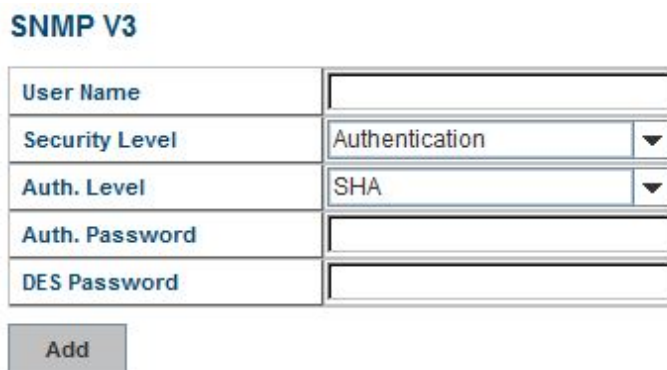 SNMP V3
User Name
Security Level Authentication
Auth. Level SHA
Auth. Password
DES Password
Add